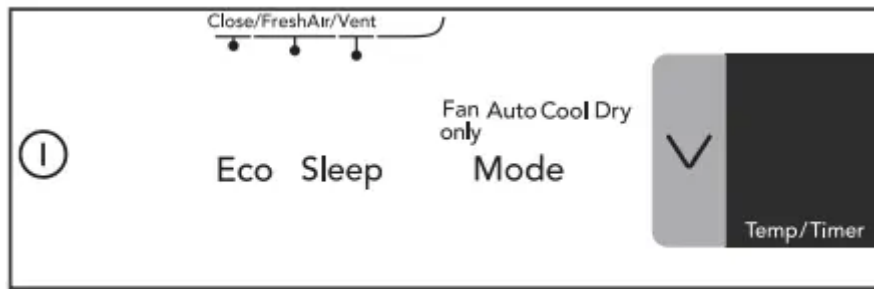 Close/FreshAir/Vent
Fan Auto Cool Dry
only
Eco Sleep Mode
Temp/Timer